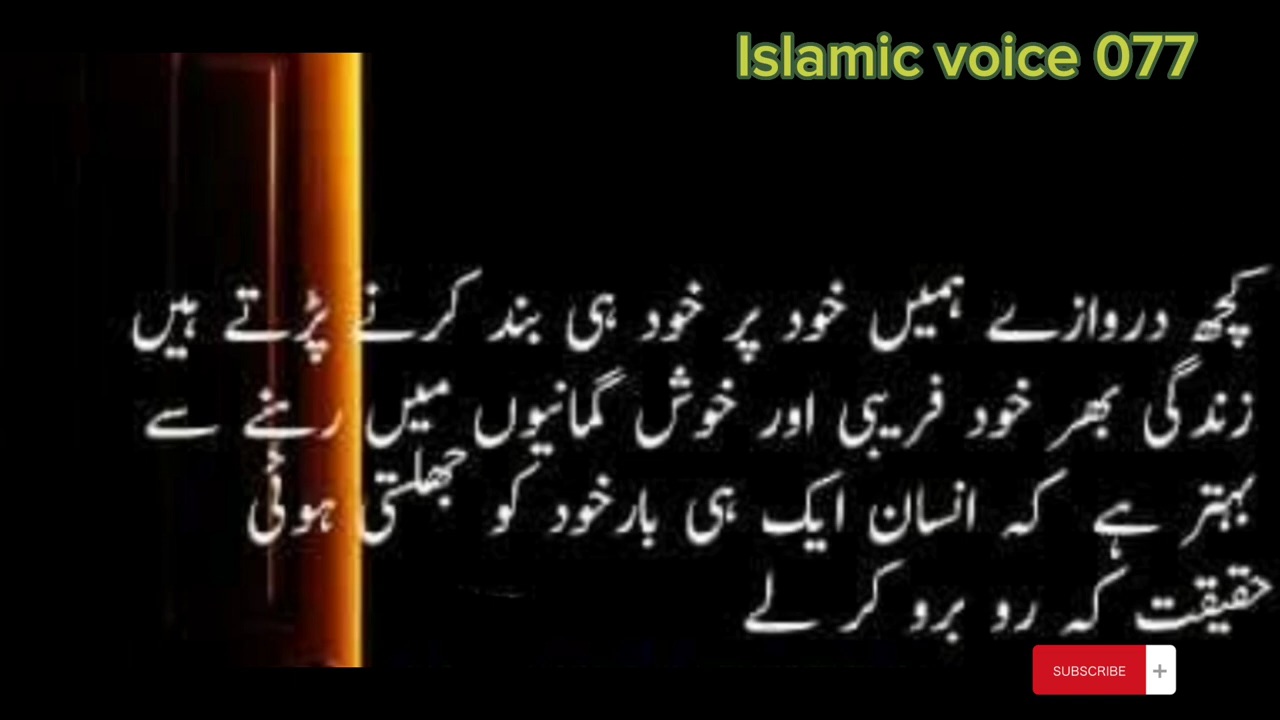 Islamic voice 077
کچھ دروازے ہمیں خود پر خود ہی بند کرنے پڑتے ہیں
زندگی بھر خود فریبی اور خوش گمانیوں میں رہنے سے
بہتر ہے کہ انسان ایک ہی بارخود کو جھلستی ہوئی
حقیقت کہ رو برو کر لے
SUBSCRIBE +